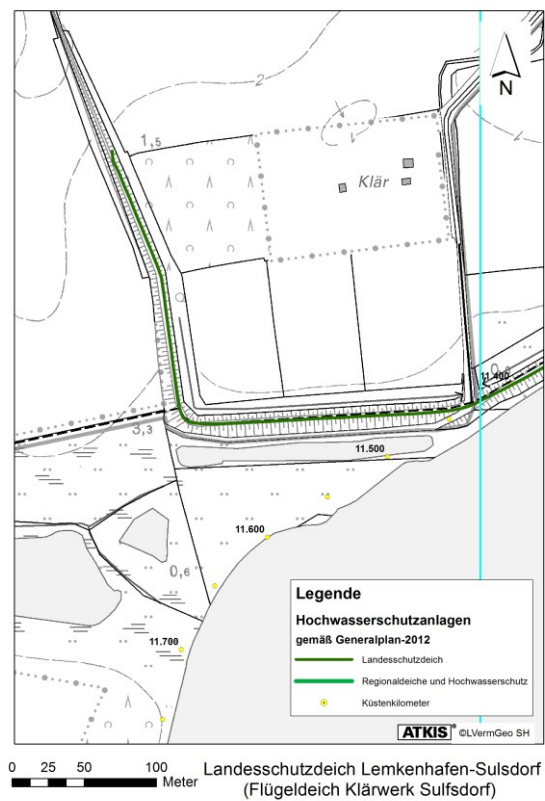 N
2
1,5
Klär
11.400
3,3
11.500
11.600
0,6
11.700
Legende
Hochwasserschutzanlagen
gemäß Generalplan-2012
Landesschutzdeich
Regionaldeiche und Hochwasserschutz
Küstenkilometer
ATKIS® ©LVermGeo SH
0 25 50 100
Meter
Landesschutzdeich Lemkenhafen-Sulsdorf
(Flügeldeich Klärwerk Sulfsdorf)